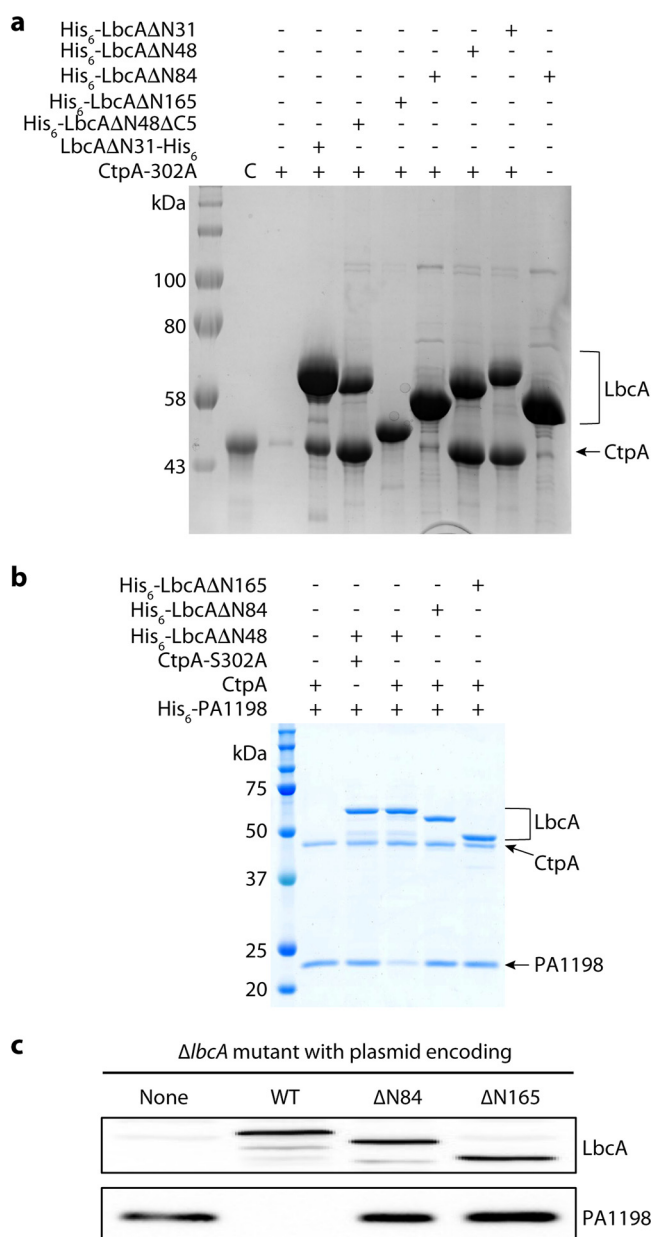 a
His6-LbcAΔN31 - - - - - - + -
His6-LbcAΔN48 - - - - - + - -
His6-LbcAΔN84 - - - - + - - +
His6-LbcAΔN165 - - - + - - - -
His6-LbcAΔN48ΔC5 - - + - - - - -
LbcAΔN31-His6 - + - - - - - -
CtpA-302A C + + + + + + + -
kDa
100
80
58
43
LbcA
CtpA
b
His6-LbcAΔN165 - - - - +
His6-LbcAΔN84 - - - + -
His6-LbcAΔN48 - + + - -
CtpA-S302A - + - - -
CtpA + - + + +
His6-PA1198 + + + + +
kDa
75
50
37
25
20
LbcA
CtpA
PA1198
c
ΔlbcA mutant with plasmid encoding
None WT ΔN84 ΔN165
LbcA
PA1198